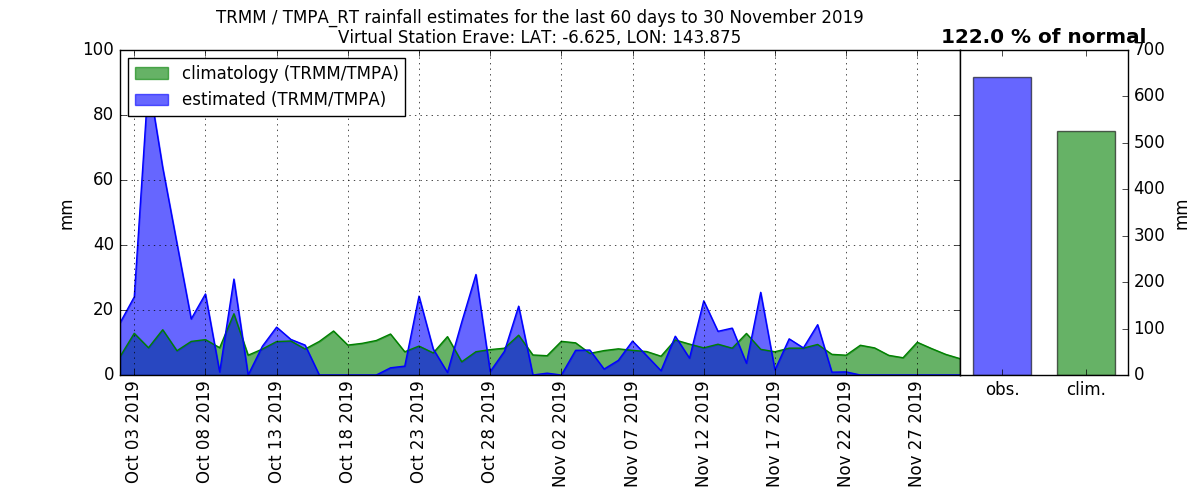 TRMM / TMPA_RT rainfall estimates for the last 60 days to 30 November 2019
Virtual Station Erave: LAT: -6.625, LON: 143.875
122.0 % of normal
climatology (TRMM/TMPA)
estimated (TRMM/TMPA)
100
80
60
40
20
0
mm
Oct 03 2019
Oct 08 2019
Oct 13 2019
Oct 18 2019
Oct 23 2019
Oct 28 2019
Nov 02 2019
Nov 07 2019
Nov 12 2019
Nov 17 2019
Nov 22 2019
Nov 27 2019
700
600
500
400
300
200
100
0
mm
obs.
clim.